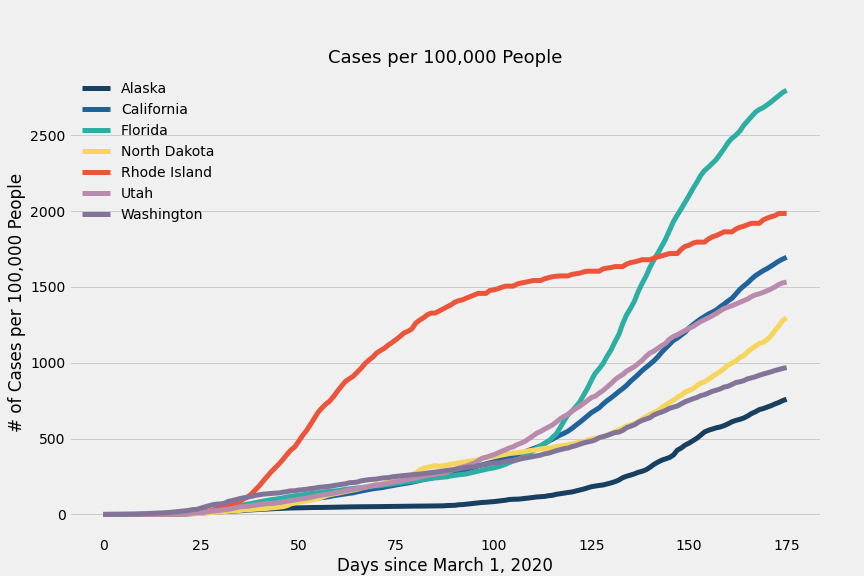 Cases per 100,000 People
Alaska
California
Florida
North Dakota
Rhode Island
Utah
Washington
# of Cases per 100,000 People
2500
2000
1500
1000
500
0
0 25 50 75 100 125 150 175
Days since March 1, 2020